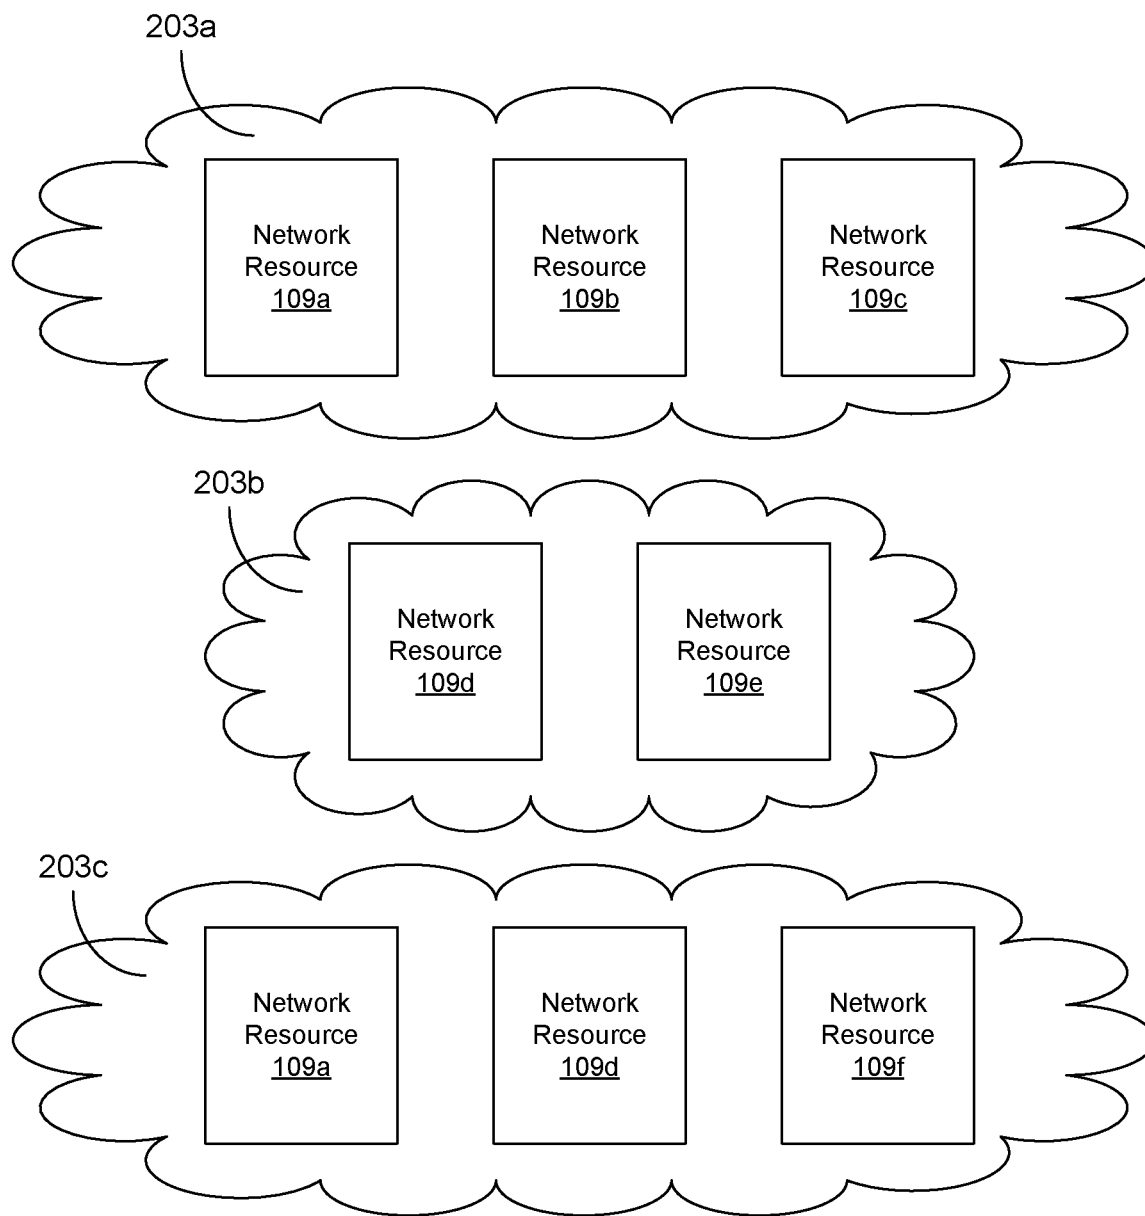 203a
Network
Resource
109a
Network
Resource
109b
Network
Resource
109c
203b
Network
Resource
109d
Network
Resource
109e
203c
Network
Resource
109a
Network
Resource
109d
Network
Resource
109f